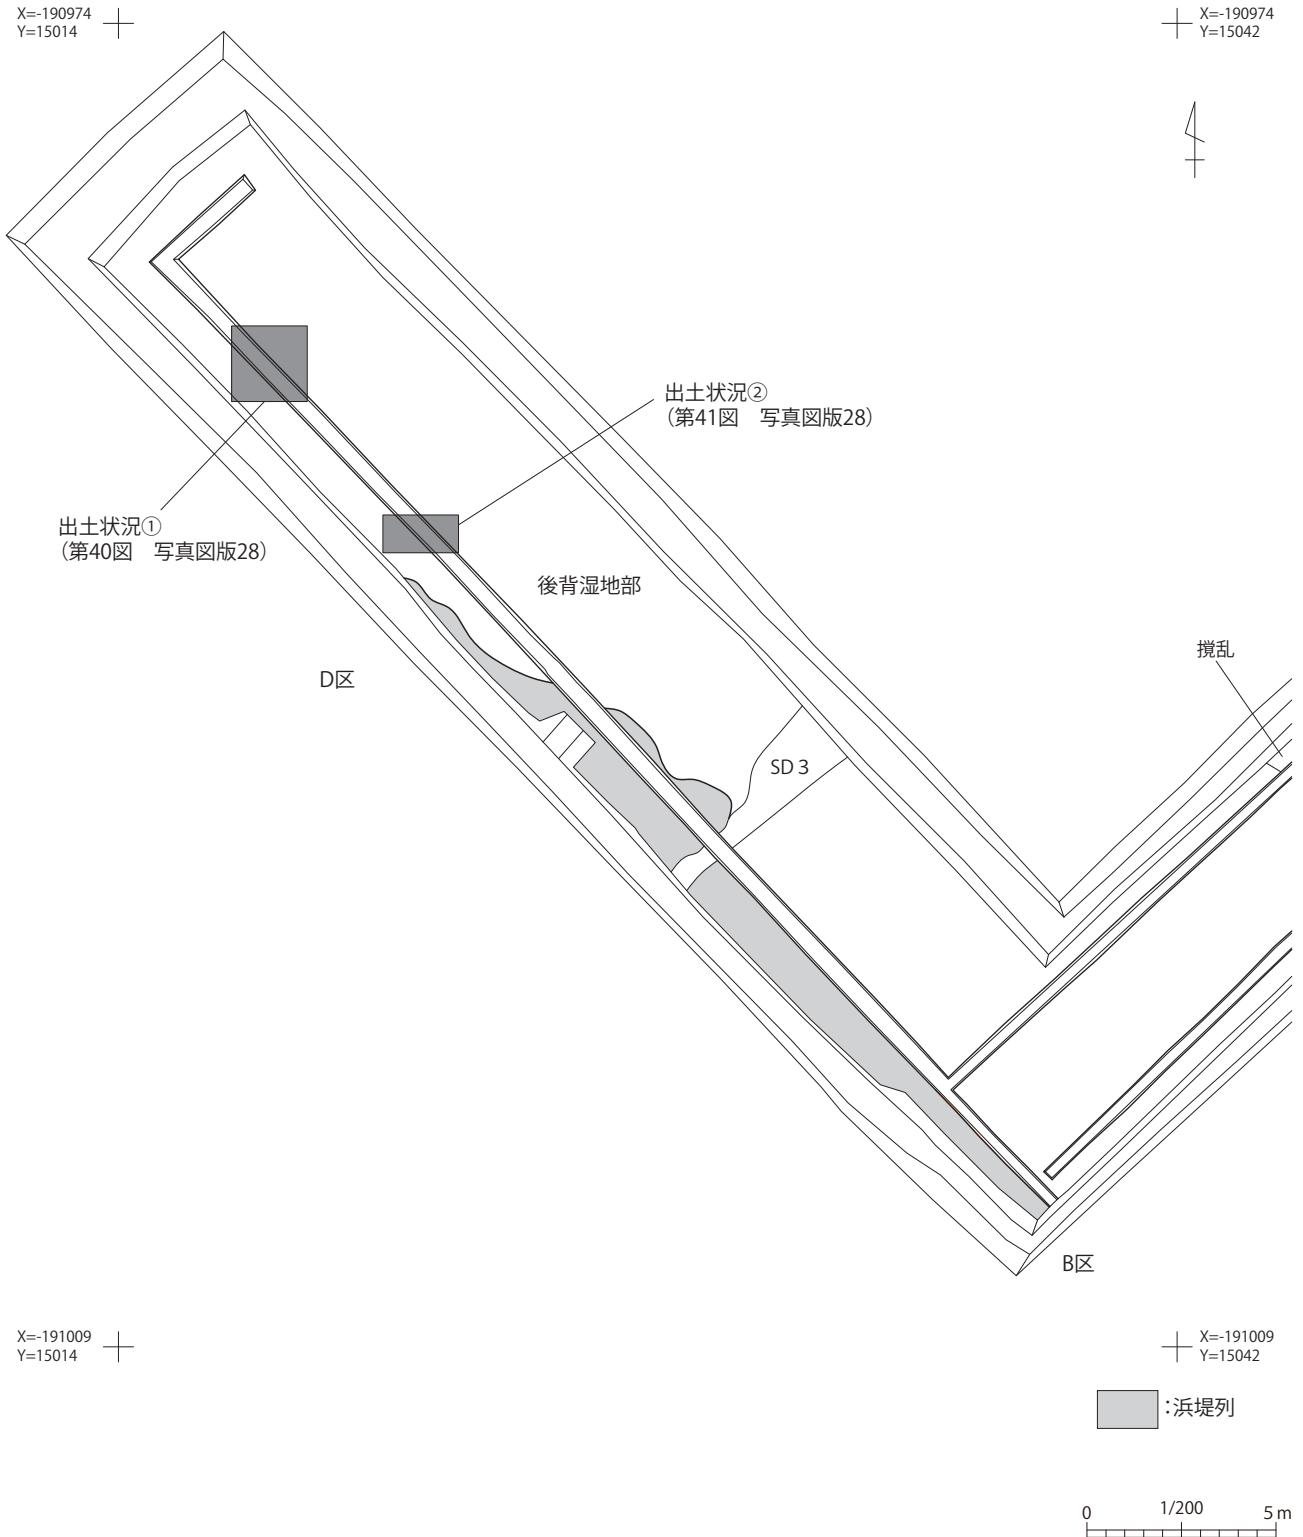 X=-190974
Y=15014
X=-190974
Y=15042
出土状況②
（第41図　写真図版28）
出土状況①
（第40図　写真図版28）
後背湿地部
撹乱
D区
SD 3
B区
X=-191009
Y=15014
X=-191009
Y=15042
：浜堤列
0 1/200 5 m